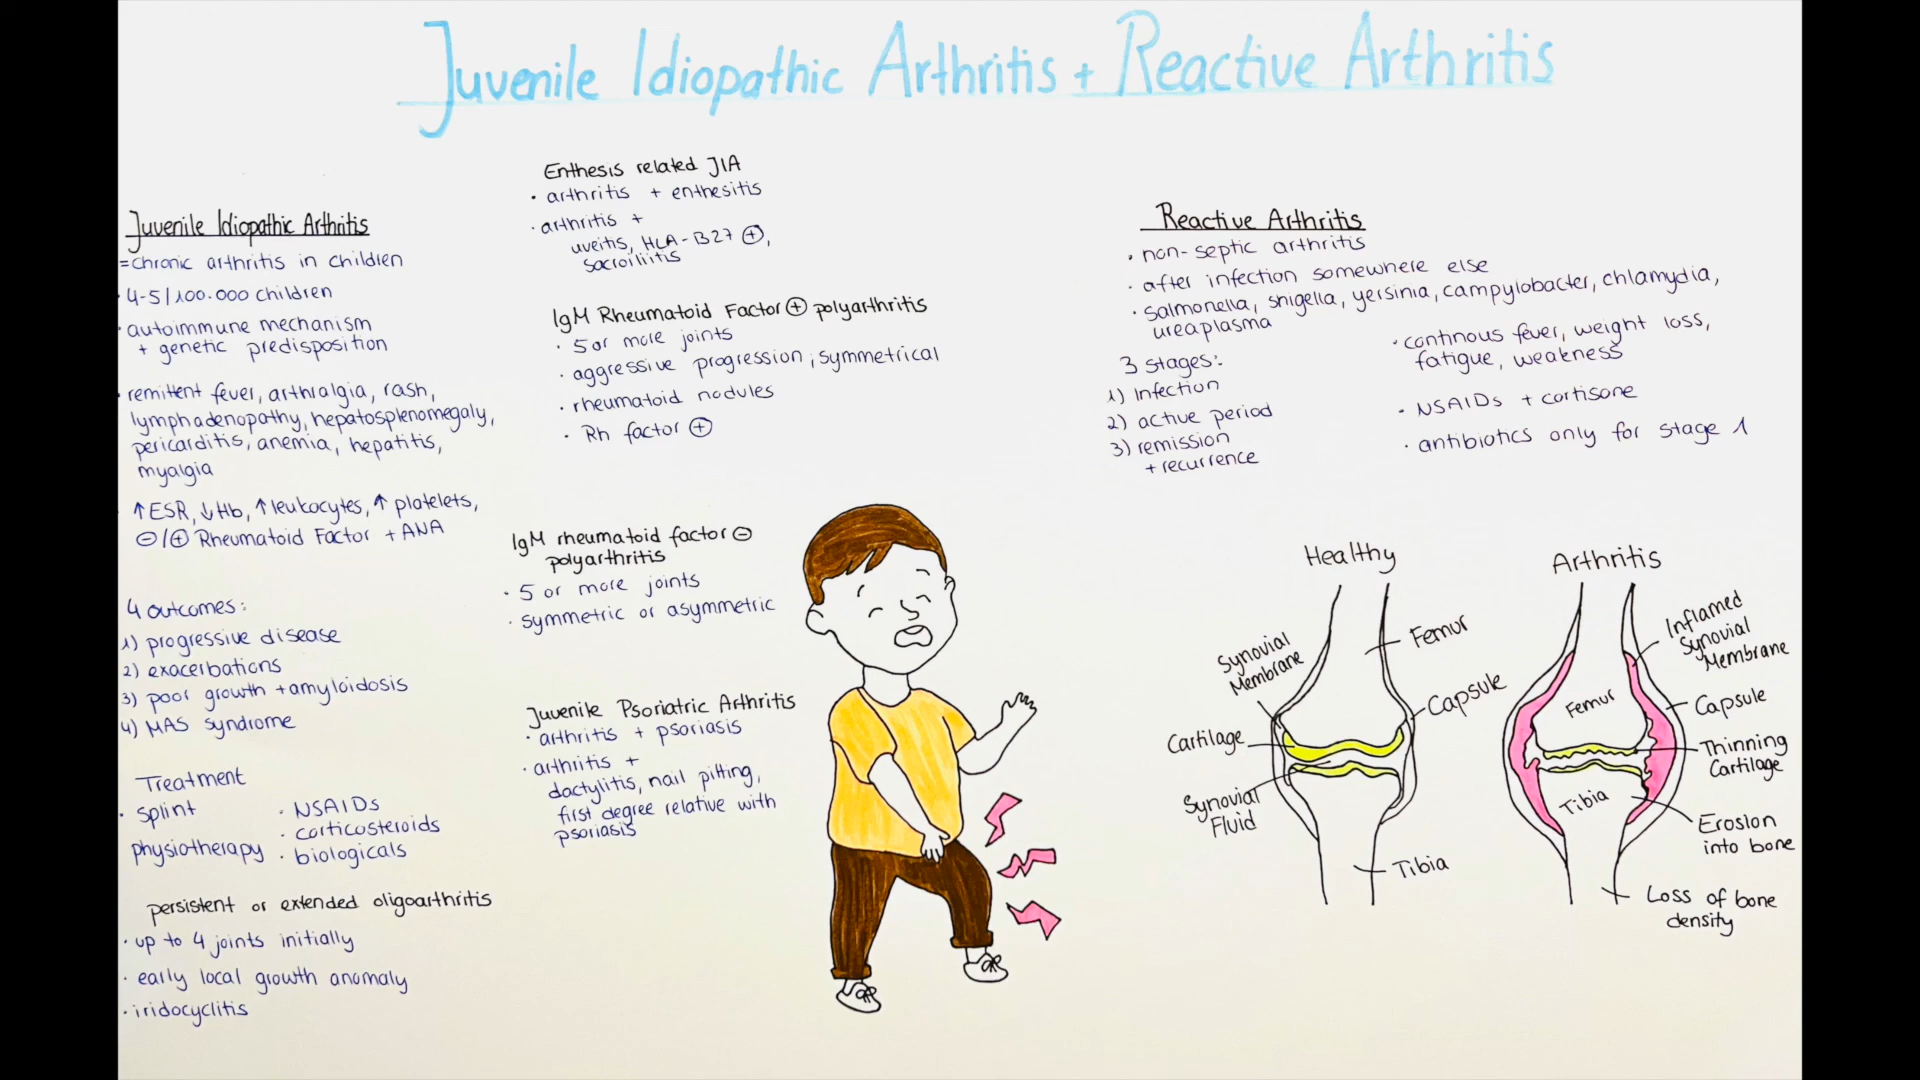 Juvenile Idiopathic Arthritis + Reactive Arthritis
Juvenile Idiopathic Arthritis
= chronic arthritis in children
· 4-5/100.000 children
· autoimmune mechanism
+ genetic predisposition
· remittent fever, arthralgia, rash,
lymphadenopathy, hepatosplenomegaly,
pericarditis, anemia, hepatitis,
myalgia
· ↑ESR, ↓Hb, ↑leukocytes, ↑platelets,
⊖/⊕ Rheumatoid Factor + ANA
4 outcomes:
1) progressive disease
2) exacerbations
3) poor growth + amyloidosis
4) MAS syndrome
Treatment
· splint
physiotherapy
· NSAIDs
· corticosteroids
· biologicals
persistent or extended oligoarthritis
· up to 4 joints initially
· early local growth anomaly
· iridocyclitis
Enthesis related JIA
· arthritis + enthesitis
· arthritis +
uveitis, HLA-B27 ⊕,
sacroiliitis
IgM Rheumatoid Factor ⊕ polyarthritis
· 5 or more joints
· aggressive progression, symmetrical
· rheumatoid nodules
· Rh factor ⊕
IgM rheumatoid factor ⊖
polyarthritis
· 5 or more joints
· symmetric or asymmetric
Juvenile Psoriatric Arthritis
· arthritis + psoriasis
· arthritis +
dactylitis, nail pitting,
first degree relative with
psoriasis
Reactive Arthritis
· non-septic arthritis
· after infection somewhere else
· salmonella, shigella, yersinia, campylobacter, chlamydia,
ureaplasma
3 stages:
1) Infection
2) active period
3) remission
+ recurrence
· continous fever, weight loss,
fatigue, weakness
· NSAIDs + cortisone
· antibiotics only for stage 1
Healthy
Synovial
Membrane
Femur
Capsule
Cartilage
Synovial
Fluid
Tibia
Arthritis
Inflamed
Synovial
Membrane
Femur
Capsule
Thinning
Cartilage
Tibia
Erosion
into bone
Loss of bone
density